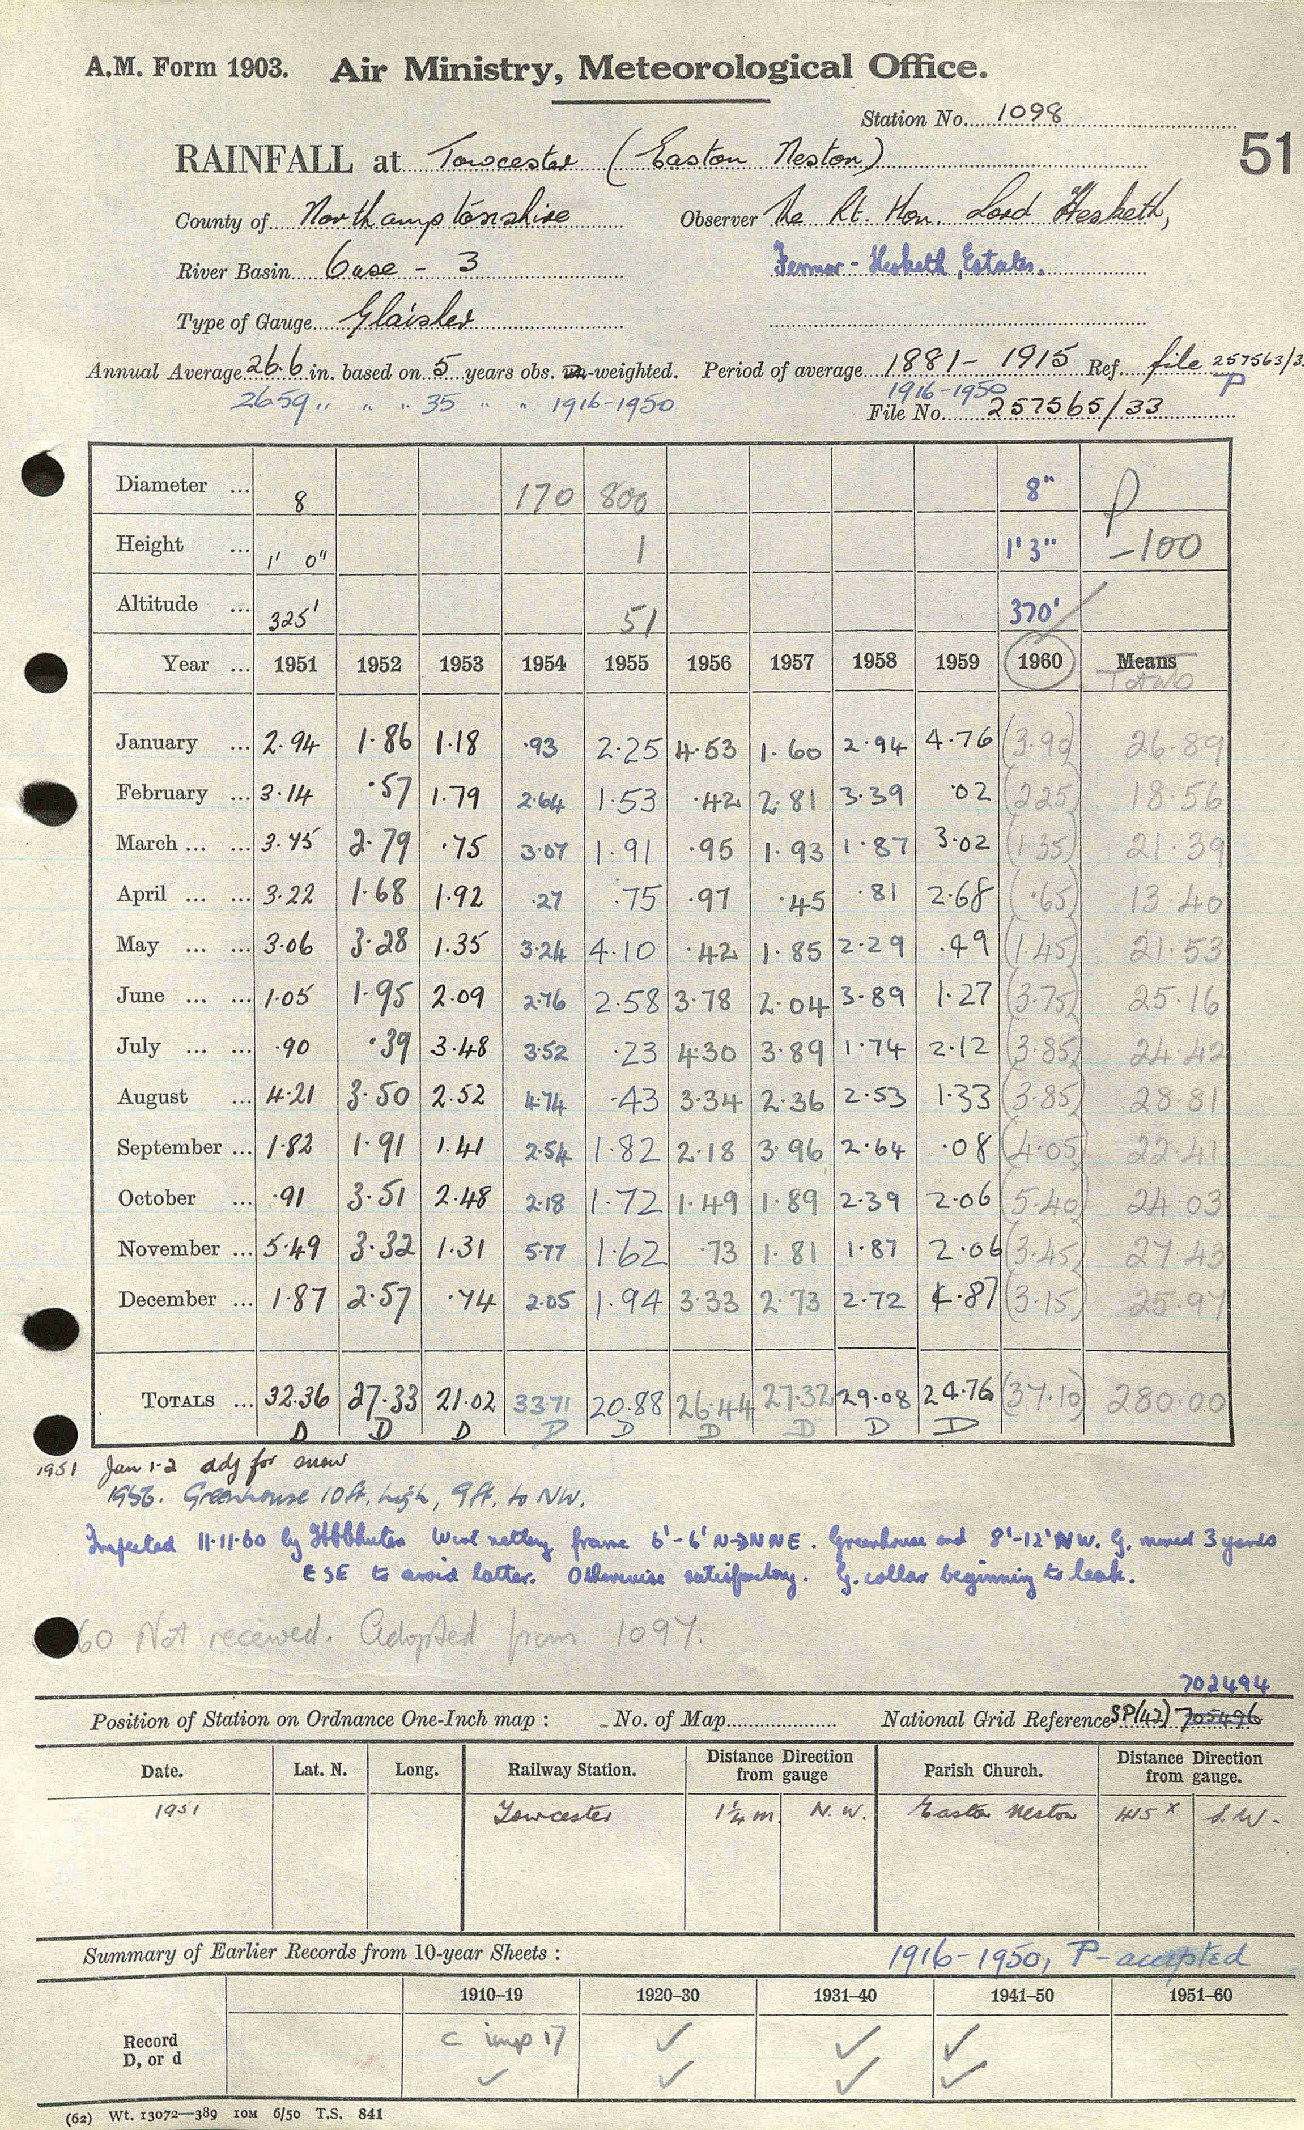 A.M. Form 1903. Air Ministry, Meteorological Office.
Station No. 1098
51
RAINFALL at Towcester (Easton Neston)
County of Northamptonshire Observer The Rt. Hon. Lord Hesketh,
River Basin Ouse - 3 Fermor-Hesketh Estates.
Type of Gauge Glaisher
Annual Average 26.6 in. based on 5 years obs. -weighted. Period of average 1881 - 1915 Ref. file 257563/3
26.59 " " " 35 " " 1916-1950 1916-1950 P
File No. 257565/33
Diameter ... 8 170 800 8" P
Height ... 1' 0" 1 1'3" -100
Altitude ... 325' 51 370'
Year ... 1951 1952 1953 1954 1955 1956 1957 1958 1959 1960 Means
Totals
January ... 2.94 1.86 1.18 .93 2.25 4.53 1.60 2.94 4.76 (3.90) 26.89
February ... 3.14 .57 1.79 2.64 1.53 .42 2.81 3.39 .02 (2.25) 18.56
March ... ... 3.75 2.79 .75 3.07 1.91 .95 1.93 1.87 3.02 (1.35) 21.39
April ... ... 3.22 1.68 1.92 .27 .75 .97 .45 .81 2.68 (.65) 13.40
May ... ... 3.06 3.28 1.35 3.24 4.10 .42 1.85 2.29 .49 (1.45) 21.53
June ... ... 1.05 1.95 2.09 2.76 2.58 3.78 2.04 3.89 1.27 (3.75) 25.16
July ... ... .90 .39 3.48 3.52 .23 4.30 3.89 1.74 2.12 (3.85) 24.42
August ... 4.21 3.50 2.52 4.74 .43 3.34 2.36 2.53 1.33 (3.85) 28.81
September ... 1.82 1.91 1.41 2.54 1.82 2.18 3.96 2.64 .08 (4.05) 22.41
October ... .91 3.51 2.48 2.18 1.72 1.49 1.89 2.39 2.06 (5.40) 24.03
November ... 5.49 3.32 1.31 5.77 1.62 .73 1.81 1.87 2.06 (3.45) 27.43
December ... 1.87 2.57 .74 2.05 1.94 3.33 2.73 2.72 4.87 (3.15) 25.97
Totals ... 32.36 27.33 21.02 33.71 20.88 26.44 27.32 29.08 24.76 (37.10) 280.00
D D D D D D D D D
1951 Jan 1-2 adj for snow
1956. Greenhouse 10ft. high, 9ft. to NW.
Inspected 11.11.60 by Wire netting frame 6'-6' N→NNE. Greenhouse end 8'-12' NW. G. moved 3 yards
ESE to avoid latter. Otherwise satisfactory. G. collar beginning to leak.
60 Not received. Adopted from 1097.
702494
Position of Station on Ordnance One-Inch map : No. of Map National Grid Reference SP(42) 705496
Date. Lat. N. Long. Railway Station. Distance Direction from gauge Parish Church. Distance Direction from gauge.
1951 Towcester 1¼ m N.W. Easton Neston 415 x S.W.
Summary of Earlier Records from 10-year Sheets : 1916-1950, P-accepted
1910-19 1920-30 1931-40 1941-50 1951-60
Record C imp 17 ✓ ✓ ✓
D, or d ✓ ✓ ✓ ✓
(62) Wt. 13072—389 IOM 6/50 T.S. 841